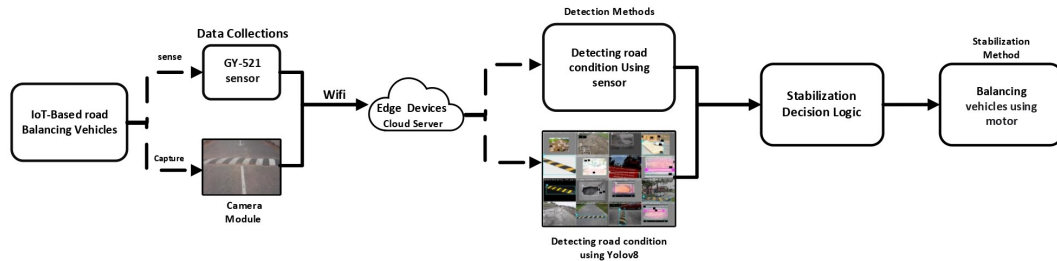 IoT-Based road
Balancing Vehicles
sense
Capture
Data Collections
GY-521
sensor
Camera
Module
Wifi
Edge Devices
Cloud Server
Detection Methods
Detecting road
condition Using
sensor
Detecting road condition
using Yolov8
Stabilization
Decision Logic
Stabilization
Method
Balancing
vehicles using
motor